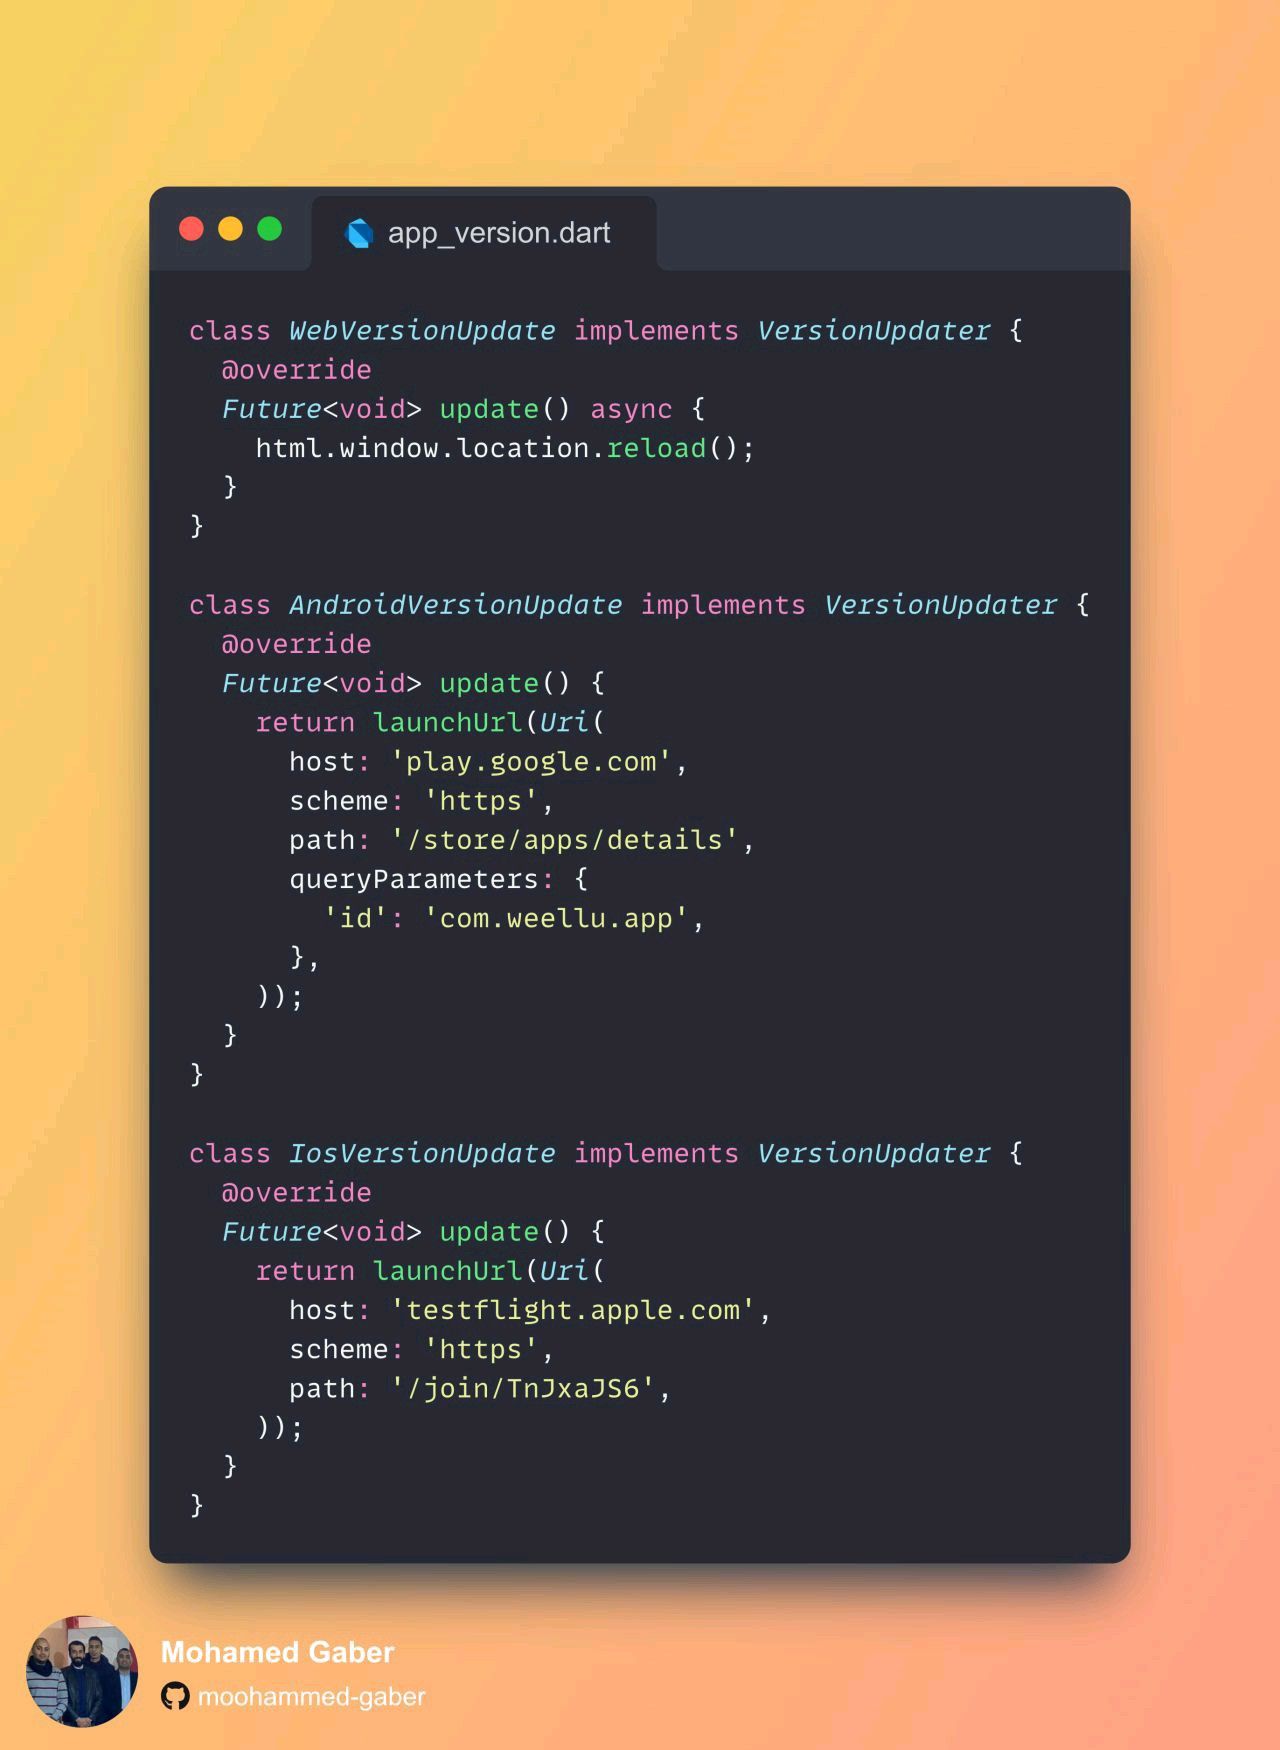 app_version.dart
class WebVersionUpdate implements VersionUpdater {
  @override
  Future<void> update() async {
    html.window.location.reload();
  }
}

class AndroidVersionUpdate implements VersionUpdater {
  @override
  Future<void> update() {
    return launchUrl(Uri(
      host: 'play.google.com',
      scheme: 'https',
      path: '/store/apps/details',
      queryParameters: {
        'id': 'com.weellu.app',
      },
    ));
  }
}

class IosVersionUpdate implements VersionUpdater {
  @override
  Future<void> update() {
    return launchUrl(Uri(
      host: 'testflight.apple.com',
      scheme: 'https',
      path: '/join/TnJxaJS6',
    ));
  }
}
Mohamed Gaber
moohammed-gaber